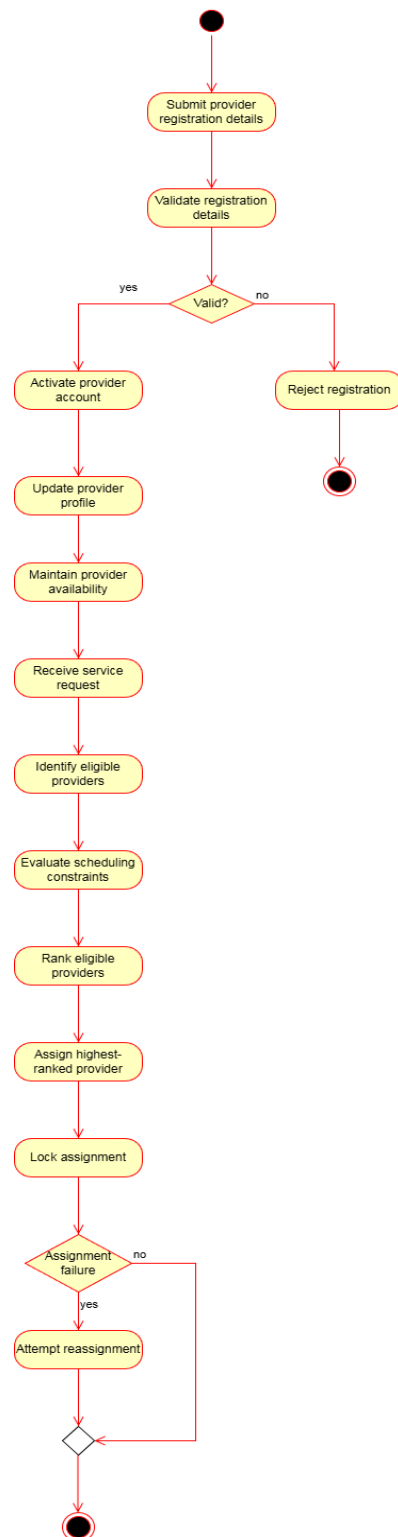 Submit provider
registration details
Validate registration
details
yes
Valid?
no
Activate provider
account
Reject registration
Update provider
profile
Maintain provider
availability
Receive service
request
Identify eligible
providers
Evaluate scheduling
constraints
Rank eligible
providers
Assign highest-
ranked provider
Lock assignment
Assignment
failure
no
yes
Attempt reassignment